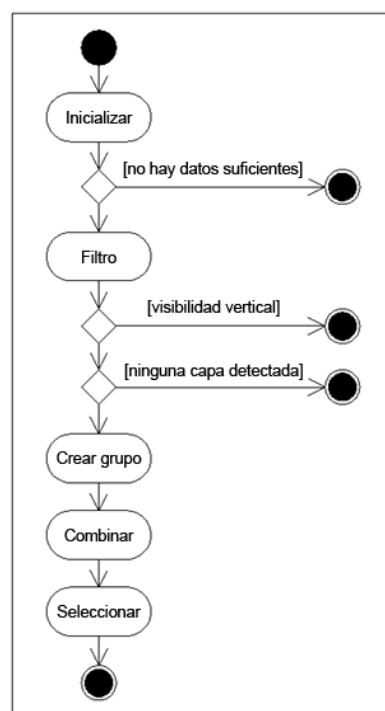 Inicializar
[no hay datos suficientes]
Filtro
[visibilidad vertical]
[ninguna capa detectada]
Crear grupo
Combinar
Seleccionar